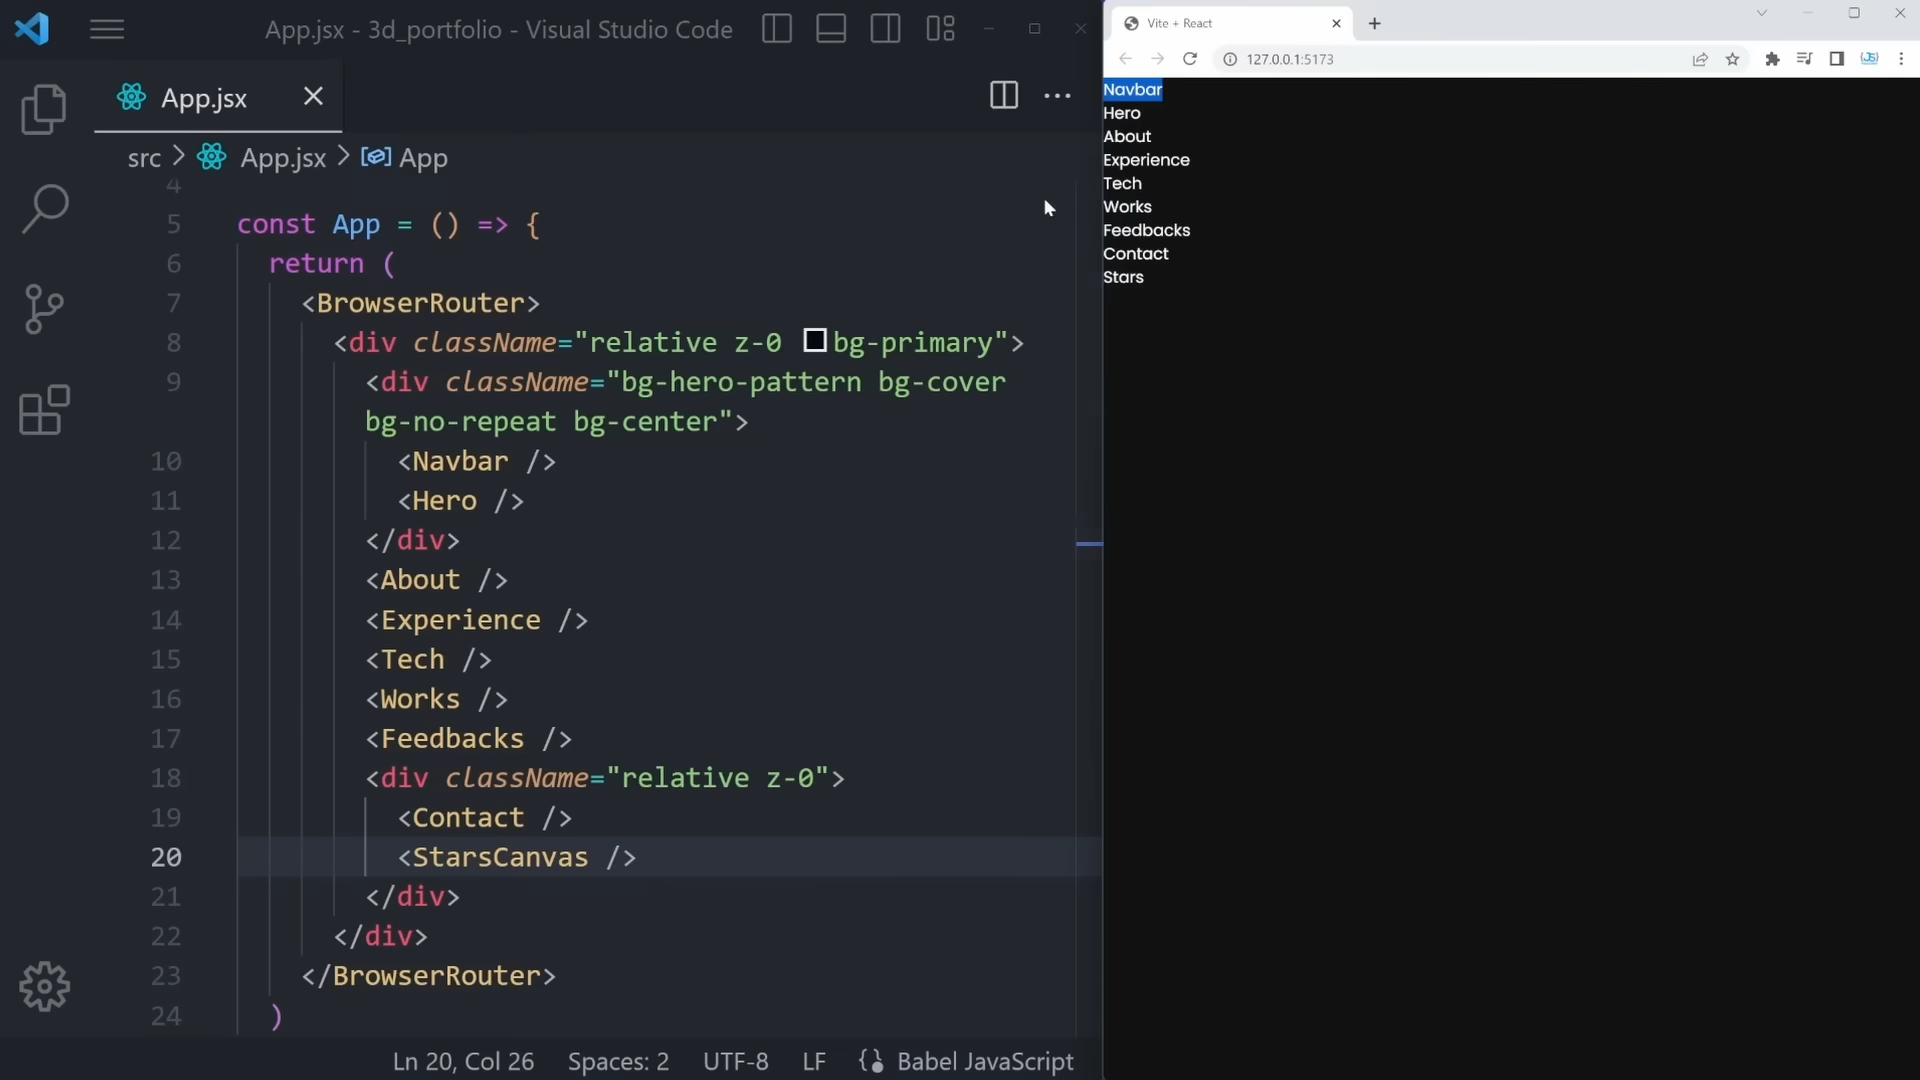 App.jsx - 3d_portfolio - Visual Studio Code
App.jsx
src > App.jsx > App
4
5 const App = () => {
6 return (
7 <BrowserRouter>
8 <div className="relative z-0 bg-primary">
9 <div className="bg-hero-pattern bg-cover
bg-no-repeat bg-center">
10 <Navbar />
11 <Hero />
12 </div>
13 <About />
14 <Experience />
15 <Tech />
16 <Works />
17 <Feedbacks />
18 <div className="relative z-0">
19 <Contact />
20 <StarsCanvas />
21 </div>
22 </div>
23 </BrowserRouter>
24 )
Ln 20, Col 26 Spaces: 2 UTF-8 LF Babel JavaScript
Vite + React
127.0.0.1:5173
Navbar
Hero
About
Experience
Tech
Works
Feedbacks
Contact
Stars